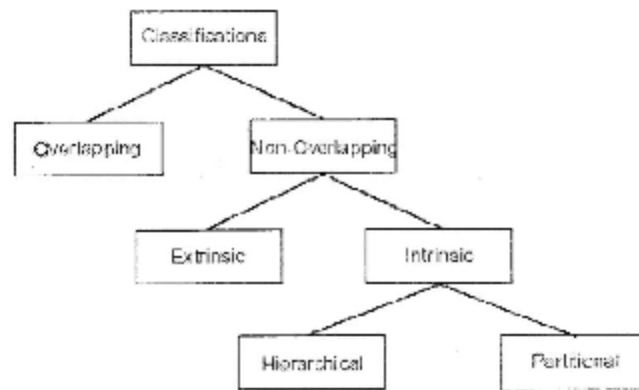 Classifications
Overlapping
Non-Overlapping
Extrinsic
Intrinsic
Hierarchical
Partitional